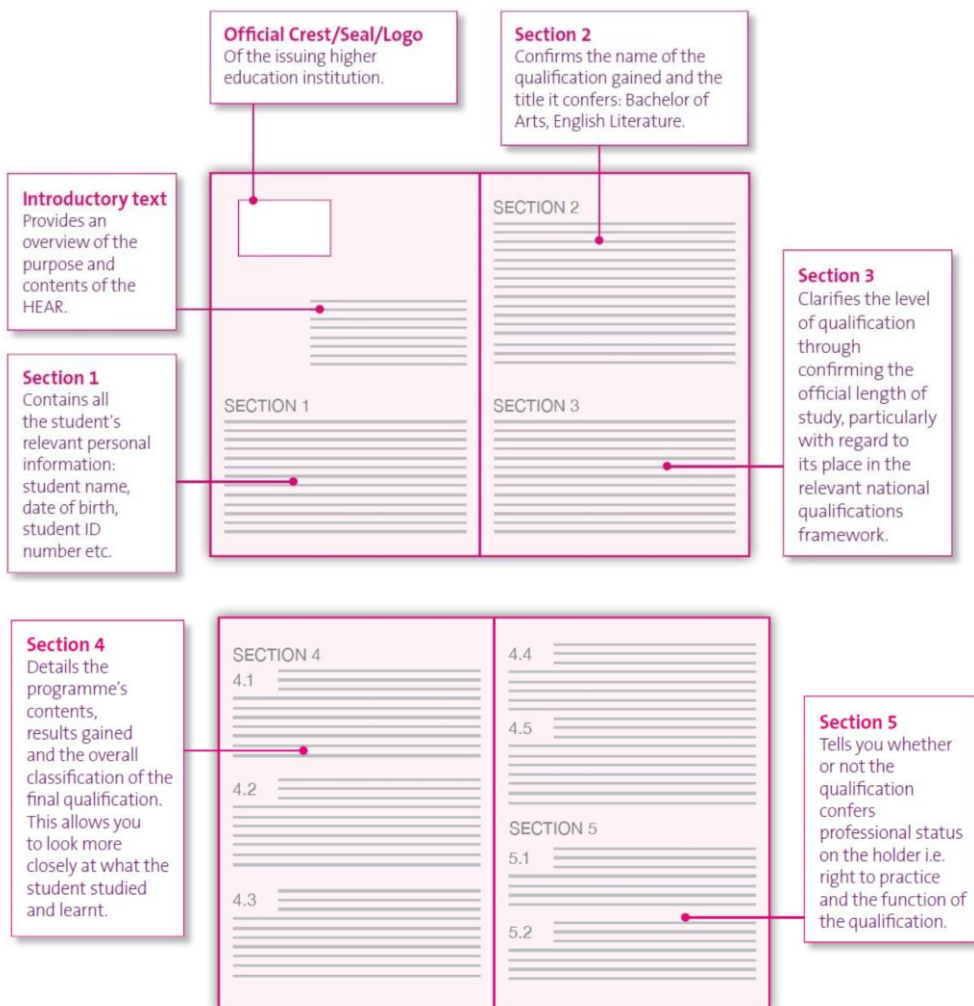 Official Crest/Seal/Logo
Of the issuing higher
education institution.
Section 2
Confirms the name of the
qualification gained and the
title it confers: Bachelor of
Arts, English Literature.
Introductory text
Provides an
overview of the
purpose and
contents of the
HEAR.
Section 1
Contains all
the student's
relevant personal
information:
student name,
date of birth,
student ID
number etc.
SECTION 1
SECTION 2
SECTION 3
Section 3
Clarifies the level
of qualification
through
confirming the
official length of
study, particularly
with regard to
its place in the
relevant national
qualifications
framework.
Section 4
Details the
programme's
contents,
results gained
and the overall
classification of the
final qualification.
This allows you
to look more
closely at what the
student studied
and learnt.
SECTION 4
4.1
4.2
4.3
4.4
4.5
SECTION 5
5.1
5.2
Section 5
Tells you whether
or not the
qualification
confers
professional status
on the holder i.e.
right to practice
and the function of
the qualification.